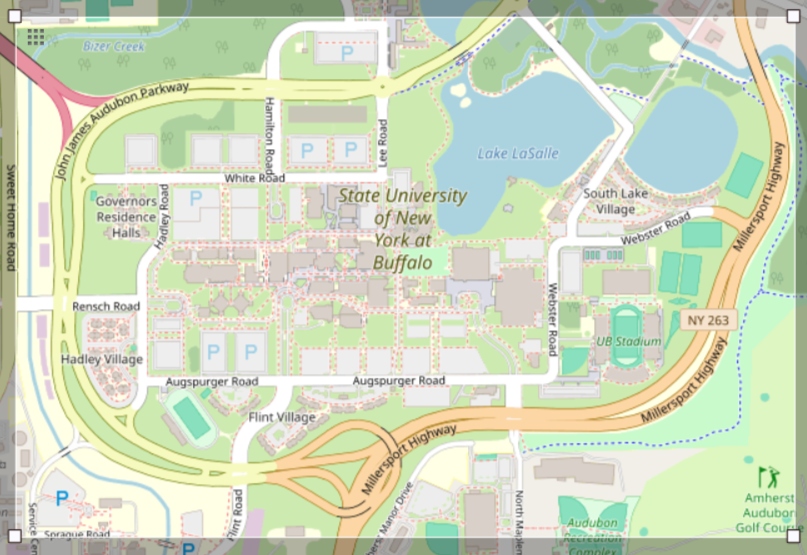 Bizer Creek
P
John James Audubon Parkway
Hamilton Road
Lee Road
Lake LaSalle
P
P
White Road
Sweet Home Road
Governors
Residence
Halls
Hadley Road
P
State University
of New
York at
Buffalo
South Lake
Village
Webster Road
Millersport Highway
Rensch Road
Webster Road
NY 263
UB Stadium
Hadley Village
P
P
Augspurger Road
Augspurger Road
Millersport Highway
Flint Village
Millersport Highway
P
Flint Road
Manor Drive
Service Ce
Sprague Road
P
Audubon
Recreation
Complex
Amherst
Audubon
Golf Cour